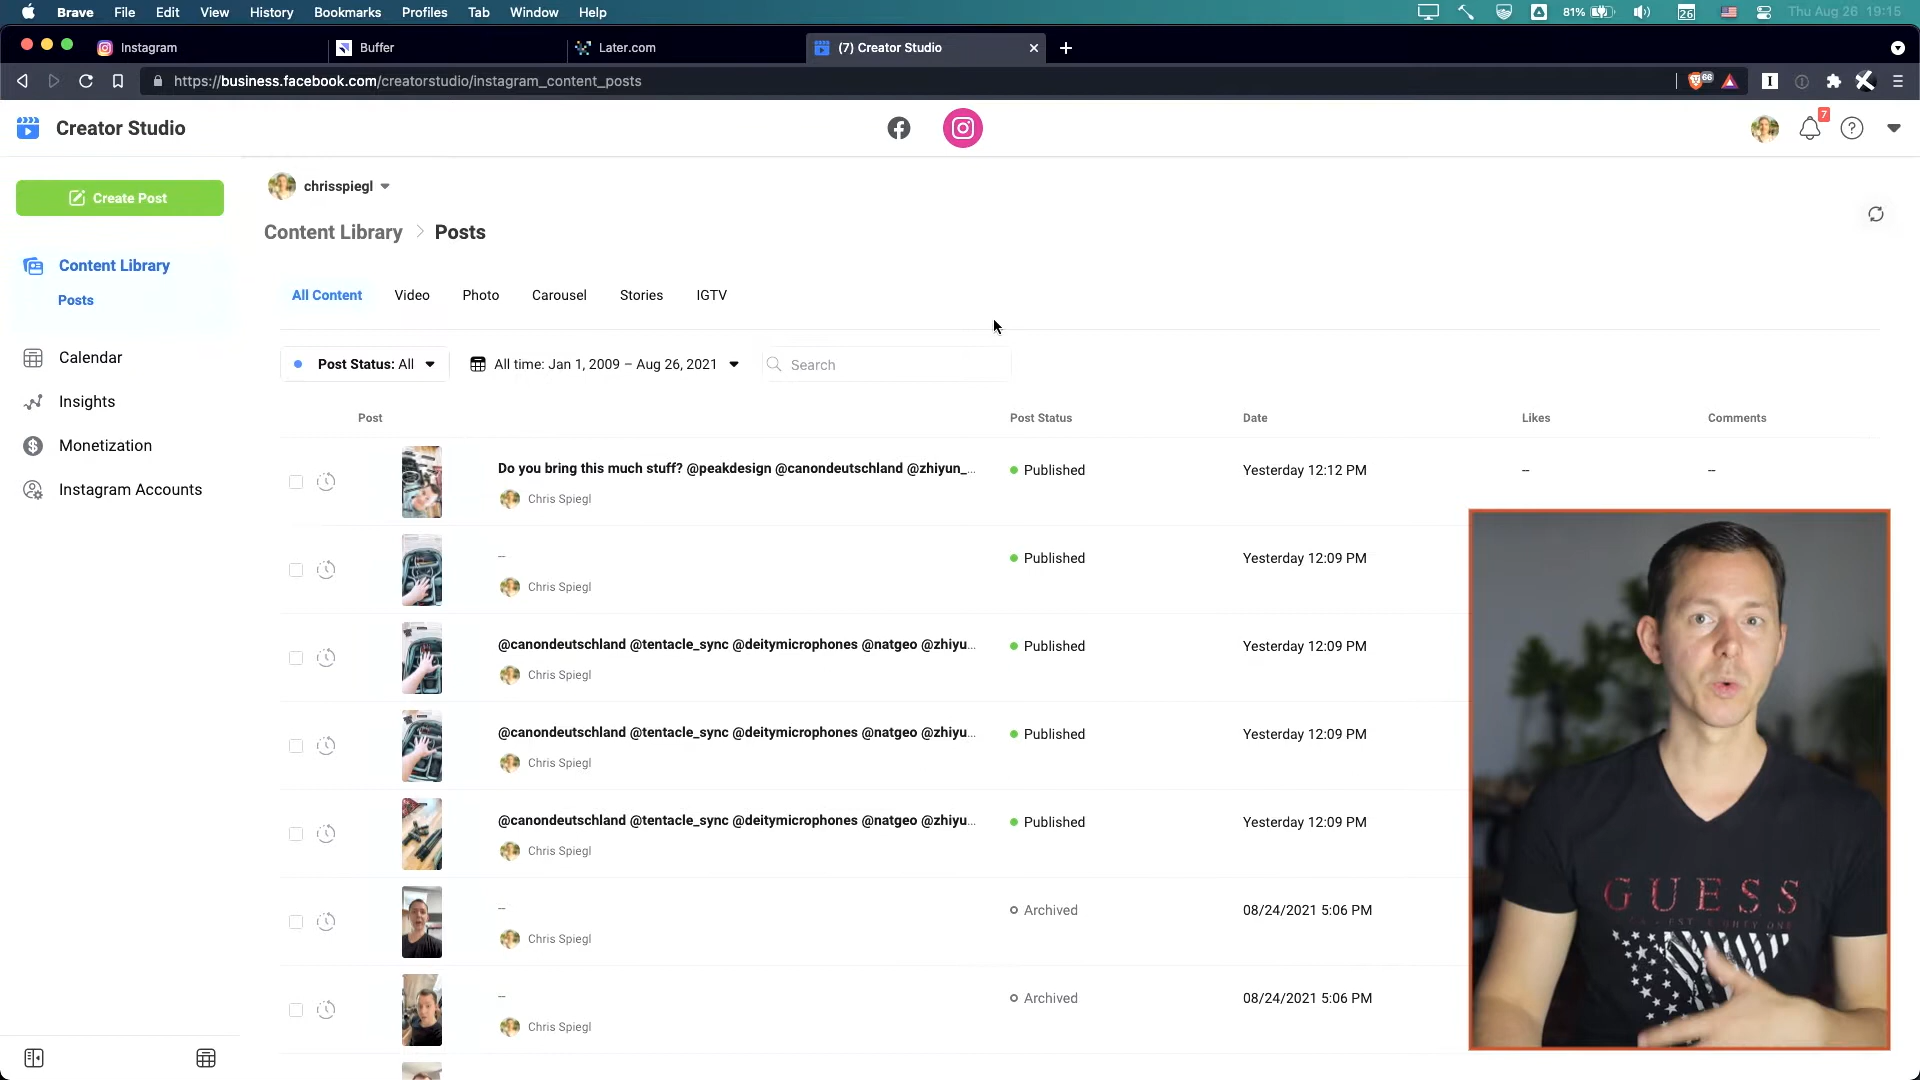 Brave File Edit View History Bookmarks Profiles Tab Window Help 81% 26 Thu Aug 26 19:15
Instagram Buffer Later.com (7) Creator Studio
https://business.facebook.com/creatorstudio/instagram_content_posts 66
Creator Studio 7
Create Post
Content Library
Posts
Calendar
Insights
Monetization
Instagram Accounts
chrisspiegl
Content Library > Posts
All Content Video Photo Carousel Stories IGTV
Post Status: All All time: Jan 1, 2009 – Aug 26, 2021 Search
Post Post Status Date Likes Comments
Do you bring this much stuff? @peakdesign @canondeutschland @zhiyun_... Published Yesterday 12:12 PM -- --
Chris Spiegl
-- Published Yesterday 12:09 PM
Chris Spiegl
@canondeutschland @tentacle_sync @deitymicrophones @natgeo @zhiyu... Published Yesterday 12:09 PM
Chris Spiegl
@canondeutschland @tentacle_sync @deitymicrophones @natgeo @zhiyu... Published Yesterday 12:09 PM
Chris Spiegl
@canondeutschland @tentacle_sync @deitymicrophones @natgeo @zhiyu... Published Yesterday 12:09 PM
Chris Spiegl
-- Archived 08/24/2021 5:06 PM
Chris Spiegl
-- Archived 08/24/2021 5:06 PM
Chris Spiegl
GUESS